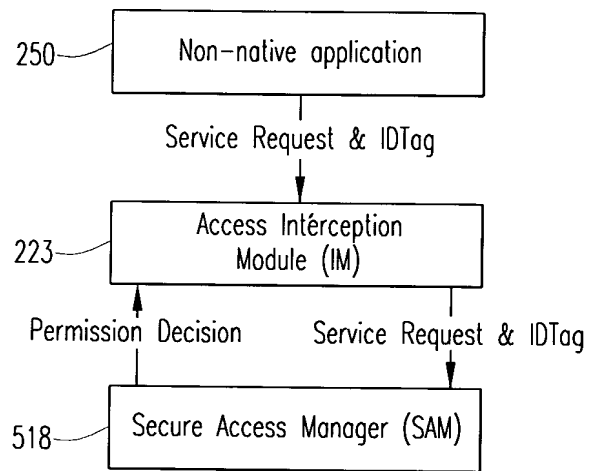 250
Non-native application
Service Request & IDTag
223
Access Intérception
Module (IM)
Permission Decision
Service Request & IDTag
518
Secure Access Manager (SAM)